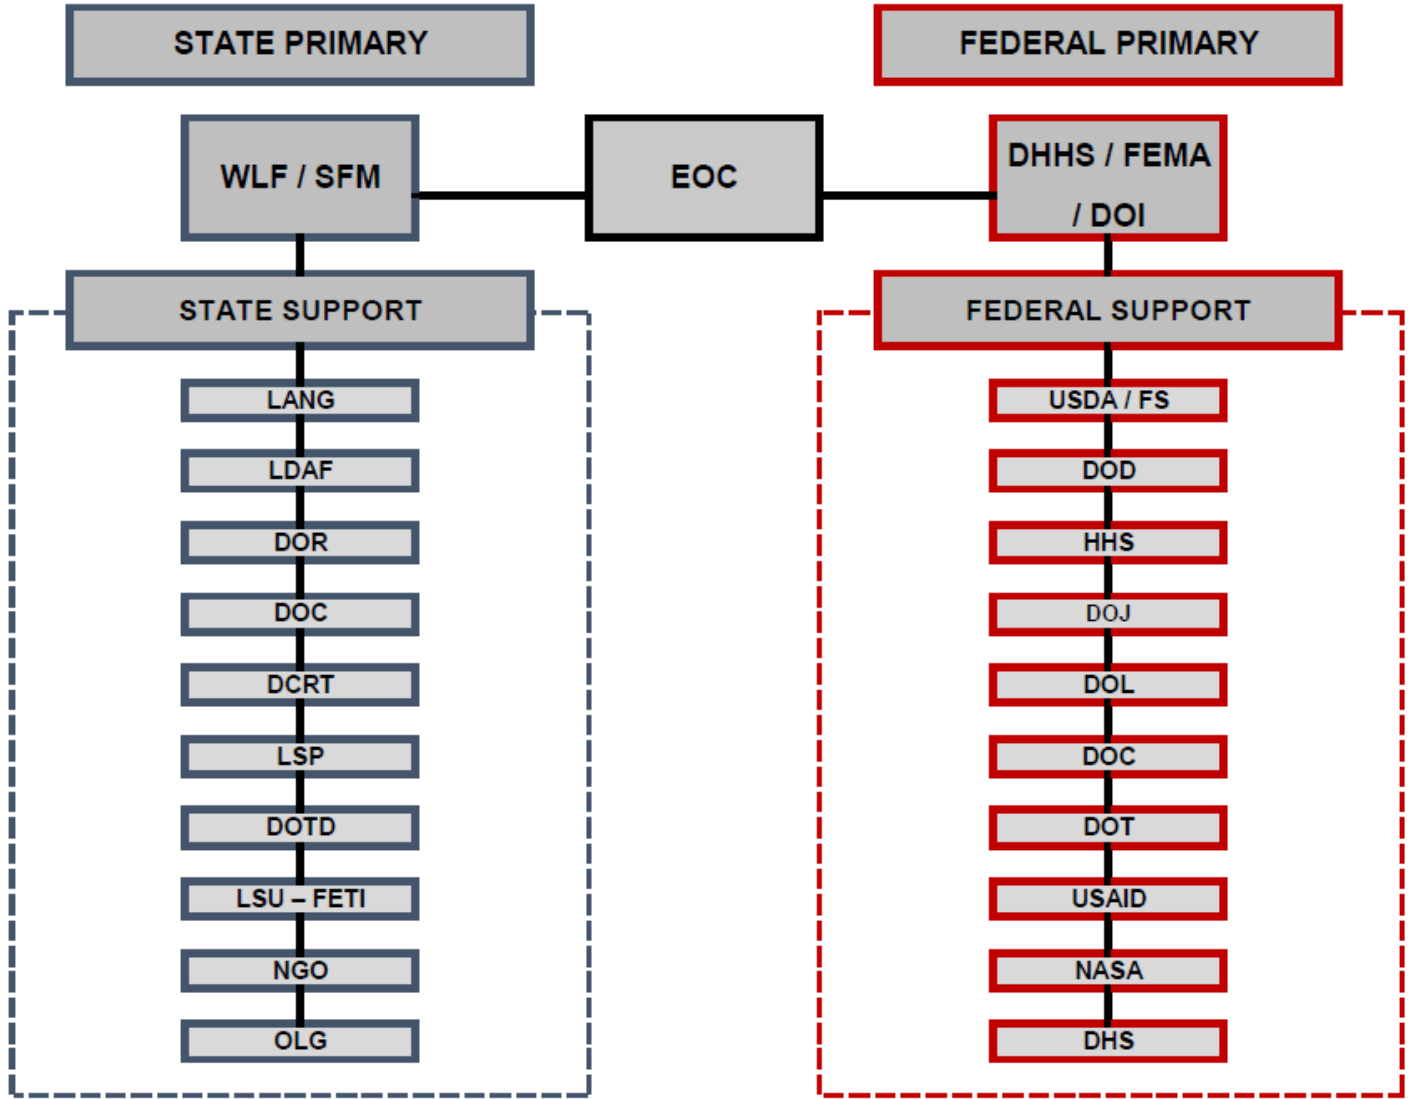 STATE PRIMARY
FEDERAL PRIMARY
WLF / SFM
EOC
DHHS / FEMA
/ DOI
STATE SUPPORT
FEDERAL SUPPORT
LANG
LDAF
DOR
DOC
DCRT
LSP
DOTD
LSU – FETI
NGO
OLG
USDA / FS
DOD
HHS
DOJ
DOL
DOC
DOT
USAID
NASA
DHS